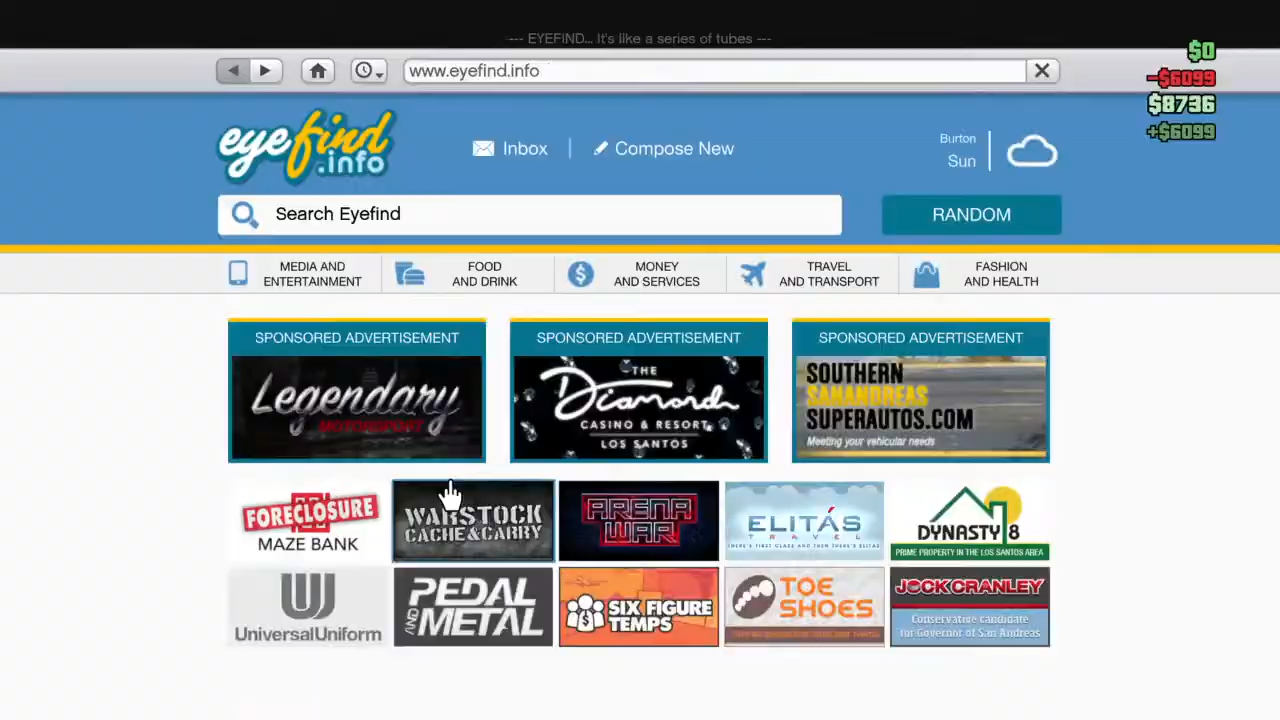 --- EYEFIND... It's like a series of tubes ---
www.eyefind.info
$0
-$6099
$8736
+$6099
eyefind
.info
Inbox
Compose New
Burton
Sun
Search Eyefind
RANDOM
MEDIA AND
ENTERTAINMENT
FOOD
AND DRINK
MONEY
AND SERVICES
TRAVEL
AND TRANSPORT
FASHION
AND HEALTH
SPONSORED ADVERTISEMENT
Legendary
MOTORSPORT
SPONSORED ADVERTISEMENT
THE
Diamond
CASINO & RESORT
LOS SANTOS
SPONSORED ADVERTISEMENT
SOUTHERN
SANANDREAS
SUPERAUTOS.COM
Meeting your vehicular needs
FORECLOSURE
MAZE BANK
WARSTOCK
CACHE&CARRY
ARENA
WAR
ELITÁS
TRAVEL
THERE'S FIRST CLASS AND THEN THERE'S ELITAS
DYNASTY 8
PRIME PROPERTY IN THE LOS SANTOS AREA
UniversalUniform
PEDAL
AND METAL
SIX FIGURE
TEMPS
TOE
SHOES
JOCK CRANLEY
Conservative candidate
for Governor of San Andreas